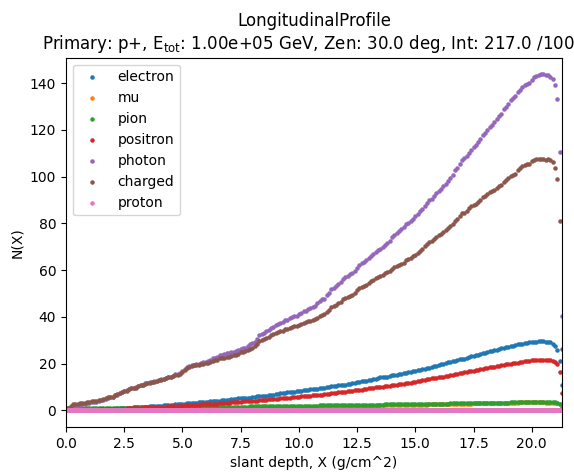 LongitudinalProfile
Primary: p+, E_tot: 1.00e+05 GeV, Zen: 30.0 deg, Int: 217.0 /100
electron
mu
pion
positron
photon
charged
proton
N(X)
140
120
100
80
60
40
20
0
0.0 2.5 5.0 7.5 10.0 12.5 15.0 17.5 20.0
slant depth, X (g/cm^2)